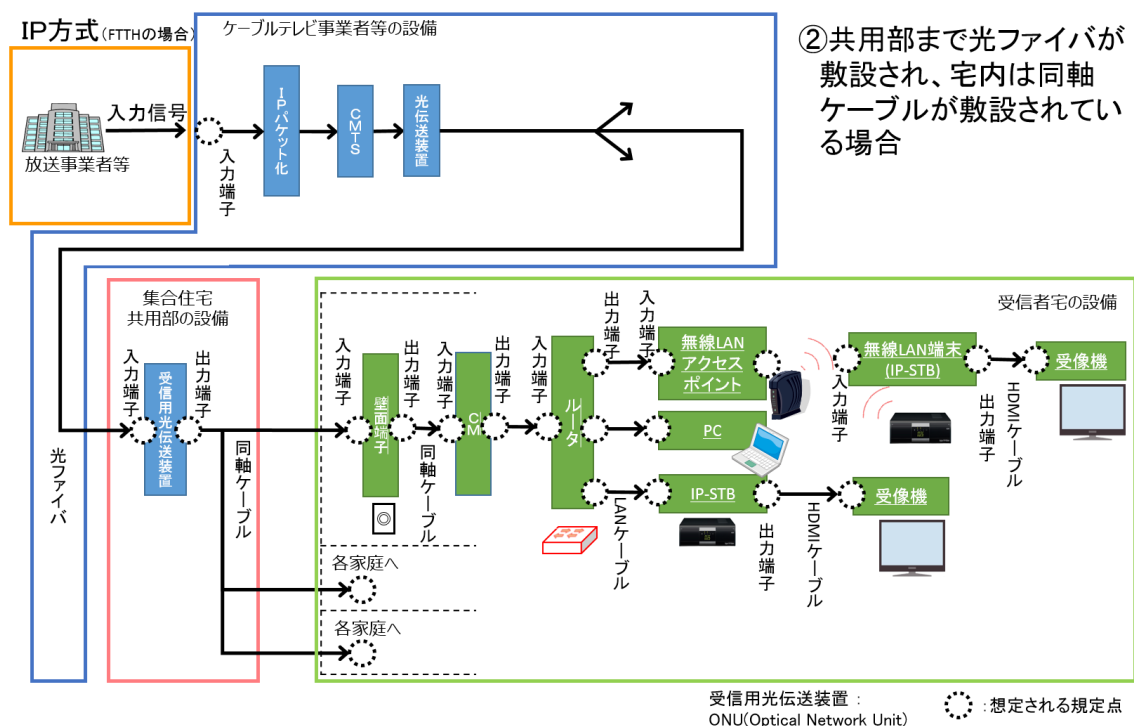 IP方式(FTTHの場合)
ケーブルテレビ事業者等の設備
②共用部まで光ファイバが
敷設され、宅内は同軸
ケーブルが敷設されてい
る場合
入力信号
放送事業者等
入力端子
IPパケット化
CMTS
光伝送装置
集合住宅
共用部の設備
受信者宅の設備
入力端子
受信用光伝送装置
出力端子
同軸ケーブル
光ファイバ
入力端子
壁面端子
出力端子
同軸ケーブル
入力端子
CM
出力端子
入力端子
ルータ
出力端子
入力端子
無線LAN
アクセス
ポイント
入力端子
無線LAN端末
(IP-STB)
出力端子
HDMIケーブル
受像機
PC
LANケーブル
IP-STB
出力端子
HDMIケーブル
受像機
各家庭へ
各家庭へ
受信用光伝送装置：
ONU(Optical Network Unit)
：想定される規定点